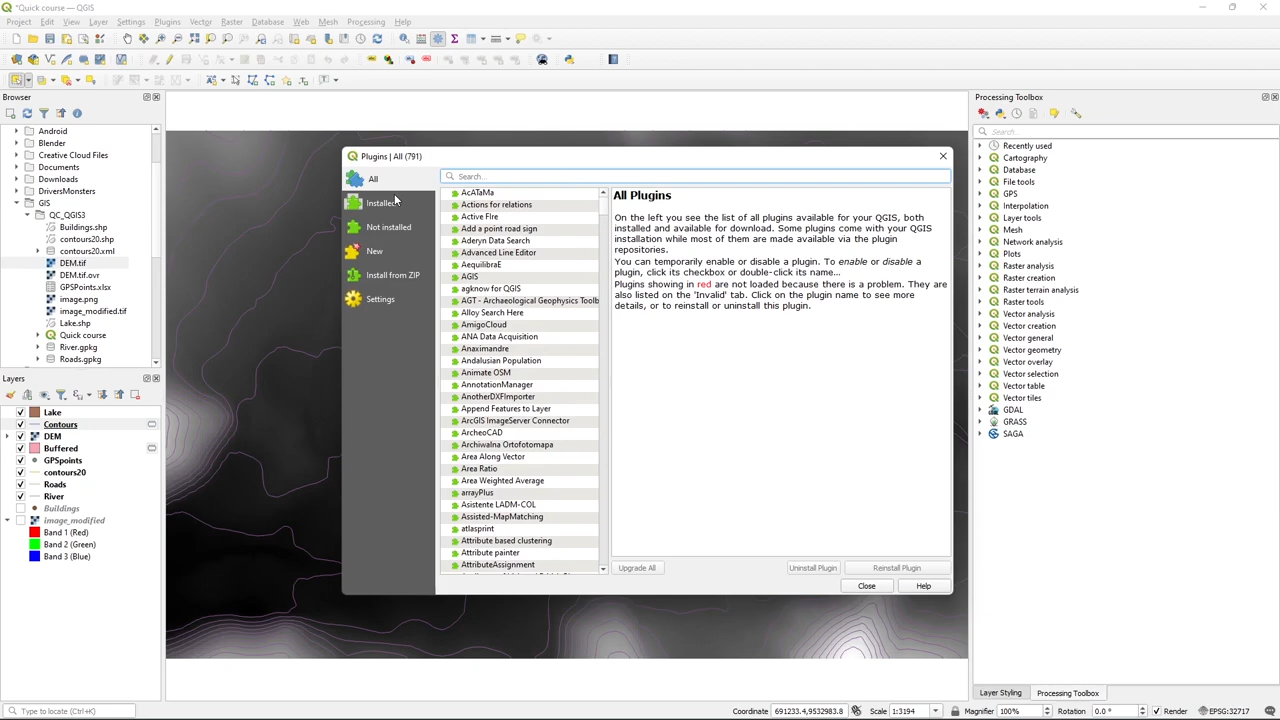 *Quick course — QGIS
Project Edit View Layer Settings Plugins Vector Raster Database Web Mesh Processing Help
Browser
Android
Blender
Creative Cloud Files
Documents
Downloads
DriversMonsters
GIS
QC_QGIS3
Buildings.shp
contours20.shp
contours20.xml
DEM.tif
DEM.tif.ovr
GPSPoints.xlsx
image.png
image_modified.tif
Lake.shp
Quick course
River.gpkg
Roads.gpkg
Layers
Lake
Contours
DEM
Buffered
GPSpoints
contours20
Roads
River
Buildings
image_modified
Band 1 (Red)
Band 2 (Green)
Band 3 (Blue)
Plugins | All (791)
All
Installed
Not installed
New
Install from ZIP
Settings
Search...
AcATaMa
Actions for relations
Active FIre
Add a point road sign
Aderyn Data Search
Advanced Line Editor
AequilibraE
AGIS
agknow for QGIS
AGT - Archaeological Geophysics Toolb
Alloy Search Here
AmigoCloud
ANA Data Acquisition
Anaximandre
Andalusian Population
Animate OSM
AnnotationManager
AnotherDXFImporter
Append Features to Layer
ArcGIS ImageServer Connector
ArcheoCAD
Archiwalna Ortofotomapa
Area Along Vector
Area Ratio
Area Weighted Average
arrayPlus
Asistente LADM-COL
Assisted-MapMatching
atlasprint
Attribute based clustering
Attribute painter
AttributeAssignment
All Plugins
On the left you see the list of all plugins available for your QGIS, both
installed and available for download. Some plugins come with your QGIS
installation while most of them are made available via the plugin
repositories.
You can temporarily enable or disable a plugin. To enable or disable a
plugin, click its checkbox or double-click its name...
Plugins showing in red are not loaded because there is a problem. They are
also listed on the 'Invalid' tab. Click on the plugin name to see more
details, or to reinstall or uninstall this plugin.
Upgrade All Uninstall Plugin Reinstall Plugin
Close Help
Processing Toolbox
Search...
Recently used
Cartography
Database
File tools
GPS
Interpolation
Layer tools
Mesh
Network analysis
Plots
Raster analysis
Raster creation
Raster terrain analysis
Raster tools
Vector analysis
Vector creation
Vector general
Vector geometry
Vector overlay
Vector selection
Vector table
Vector tiles
GDAL
GRASS
SAGA
Layer Styling Processing Toolbox
Type to locate (Ctrl+K) Coordinate 691233.4,9532983.8 Scale 1:3194 Magnifier 100% Rotation 0.0 ° Render EPSG:32717